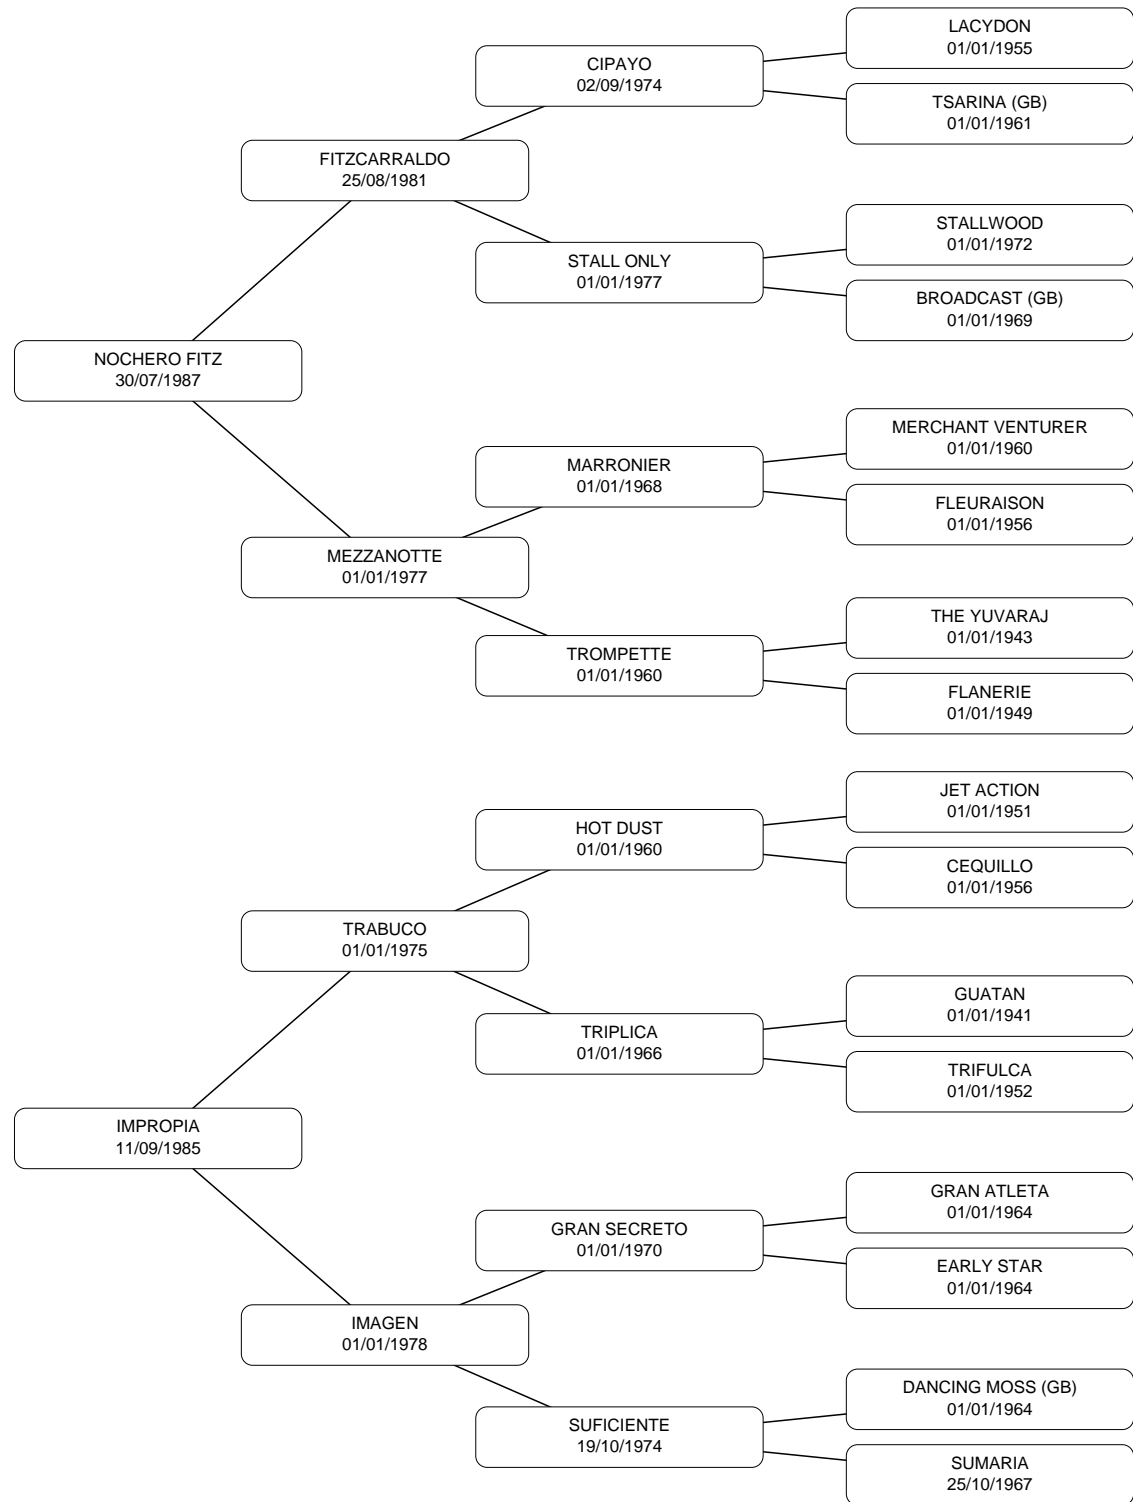 LACYDON
01/01/1955
CIPAYO
02/09/1974
TSARINA (GB)
01/01/1961
FITZCARRALDO
25/08/1981
STALLWOOD
01/01/1972
STALL ONLY
01/01/1977
BROADCAST (GB)
01/01/1969
NOCHERO FITZ
30/07/1987
MERCHANT VENTURER
01/01/1960
MARRONIER
01/01/1968
FLEURAISON
01/01/1956
MEZZANOTTE
01/01/1977
THE YUVARAJ
01/01/1943
TROMPETTE
01/01/1960
FLANERIE
01/01/1949
JET ACTION
01/01/1951
HOT DUST
01/01/1960
CEQUILLO
01/01/1956
TRABUCO
01/01/1975
GUATAN
01/01/1941
TRIPLICA
01/01/1966
TRIFULCA
01/01/1952
IMPROPIA
11/09/1985
GRAN ATLETA
01/01/1964
GRAN SECRETO
01/01/1970
EARLY STAR
01/01/1964
IMAGEN
01/01/1978
DANCING MOSS (GB)
01/01/1964
SUFICIENTE
19/10/1974
SUMARIA
25/10/1967